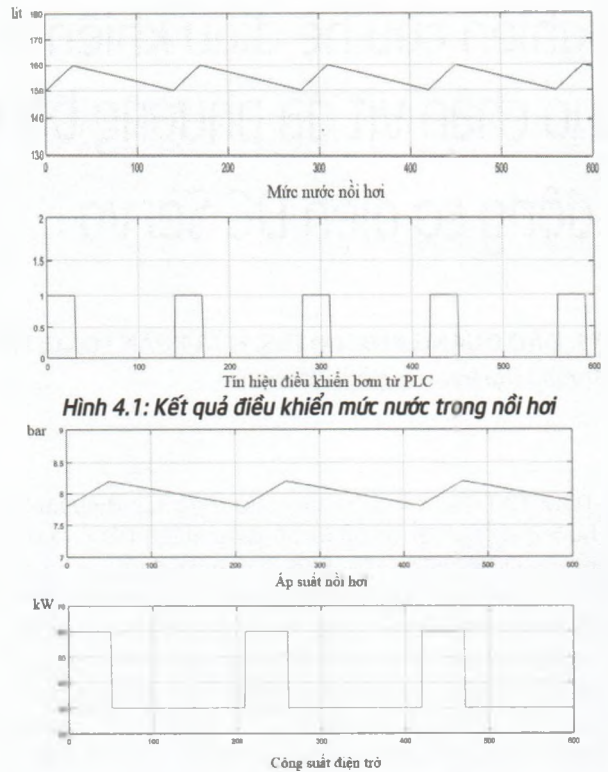 lít
180
170
160
150
140
130
0 100 200 300 400 500 600
Mức nước nồi hơi
2
1.5
1
0.5
0
0 100 200 300 400 500 600
Tín hiệu điều khiển bơm từ PLC
Hình 4.1: Kết quả điều khiển mức nước trong nồi hơi
bar
9
8.5
8
7.5
7
0 100 200 300 400 500 600
Áp suất nồi hơi
kW
70
0 100 200 300 400 500 600
Công suất điện trở